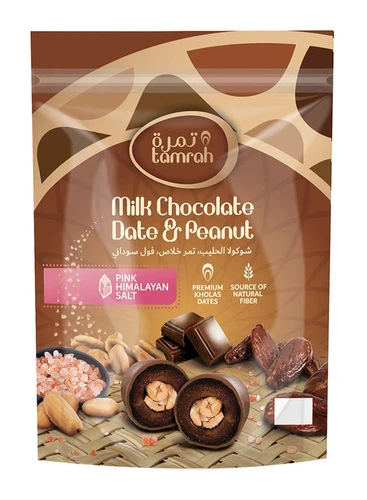 تمرة
tamrah
Milk Chocolate
Date & Peanut
شوكولا الحليب، تمر خلاص، فول سوداني
PINK
HIMALAYAN
SALT
PREMIUM
KHOLAS
DATES
SOURCE OF
NATURAL
FIBER